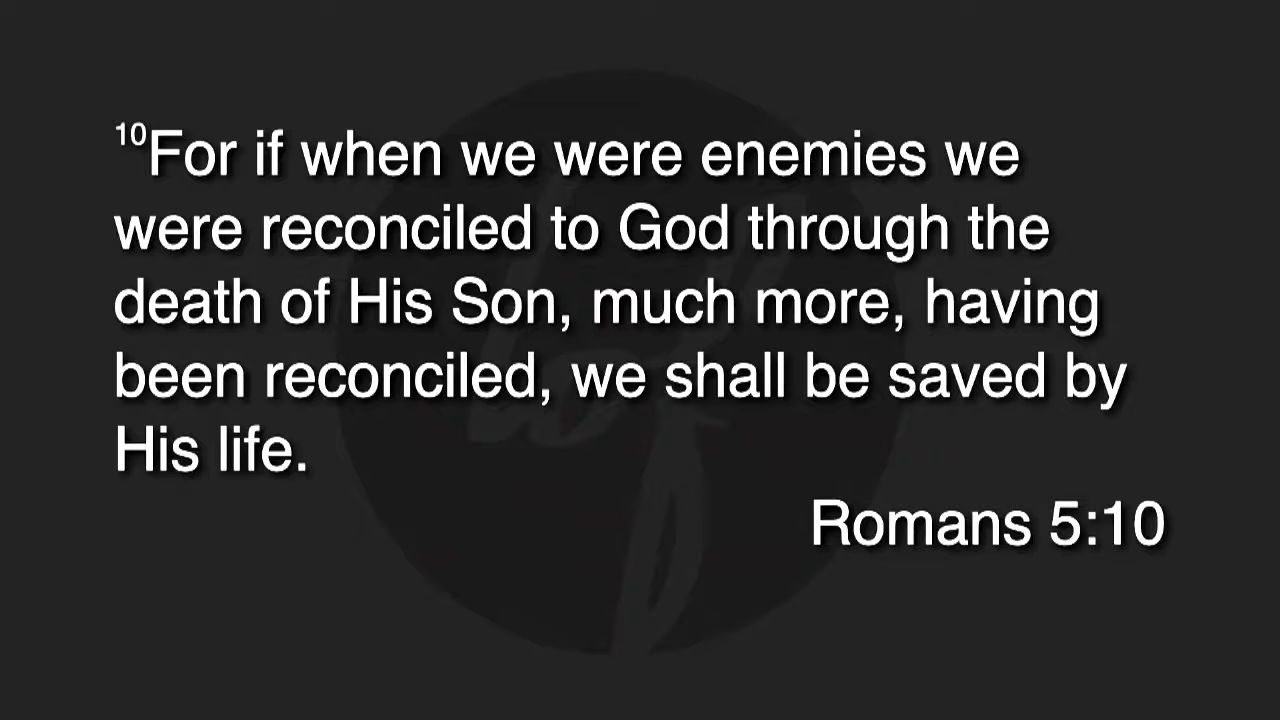 ¹⁰For if when we were enemies we
were reconciled to God through the
death of His Son, much more, having
been reconciled, we shall be saved by
His life.
Romans 5:10